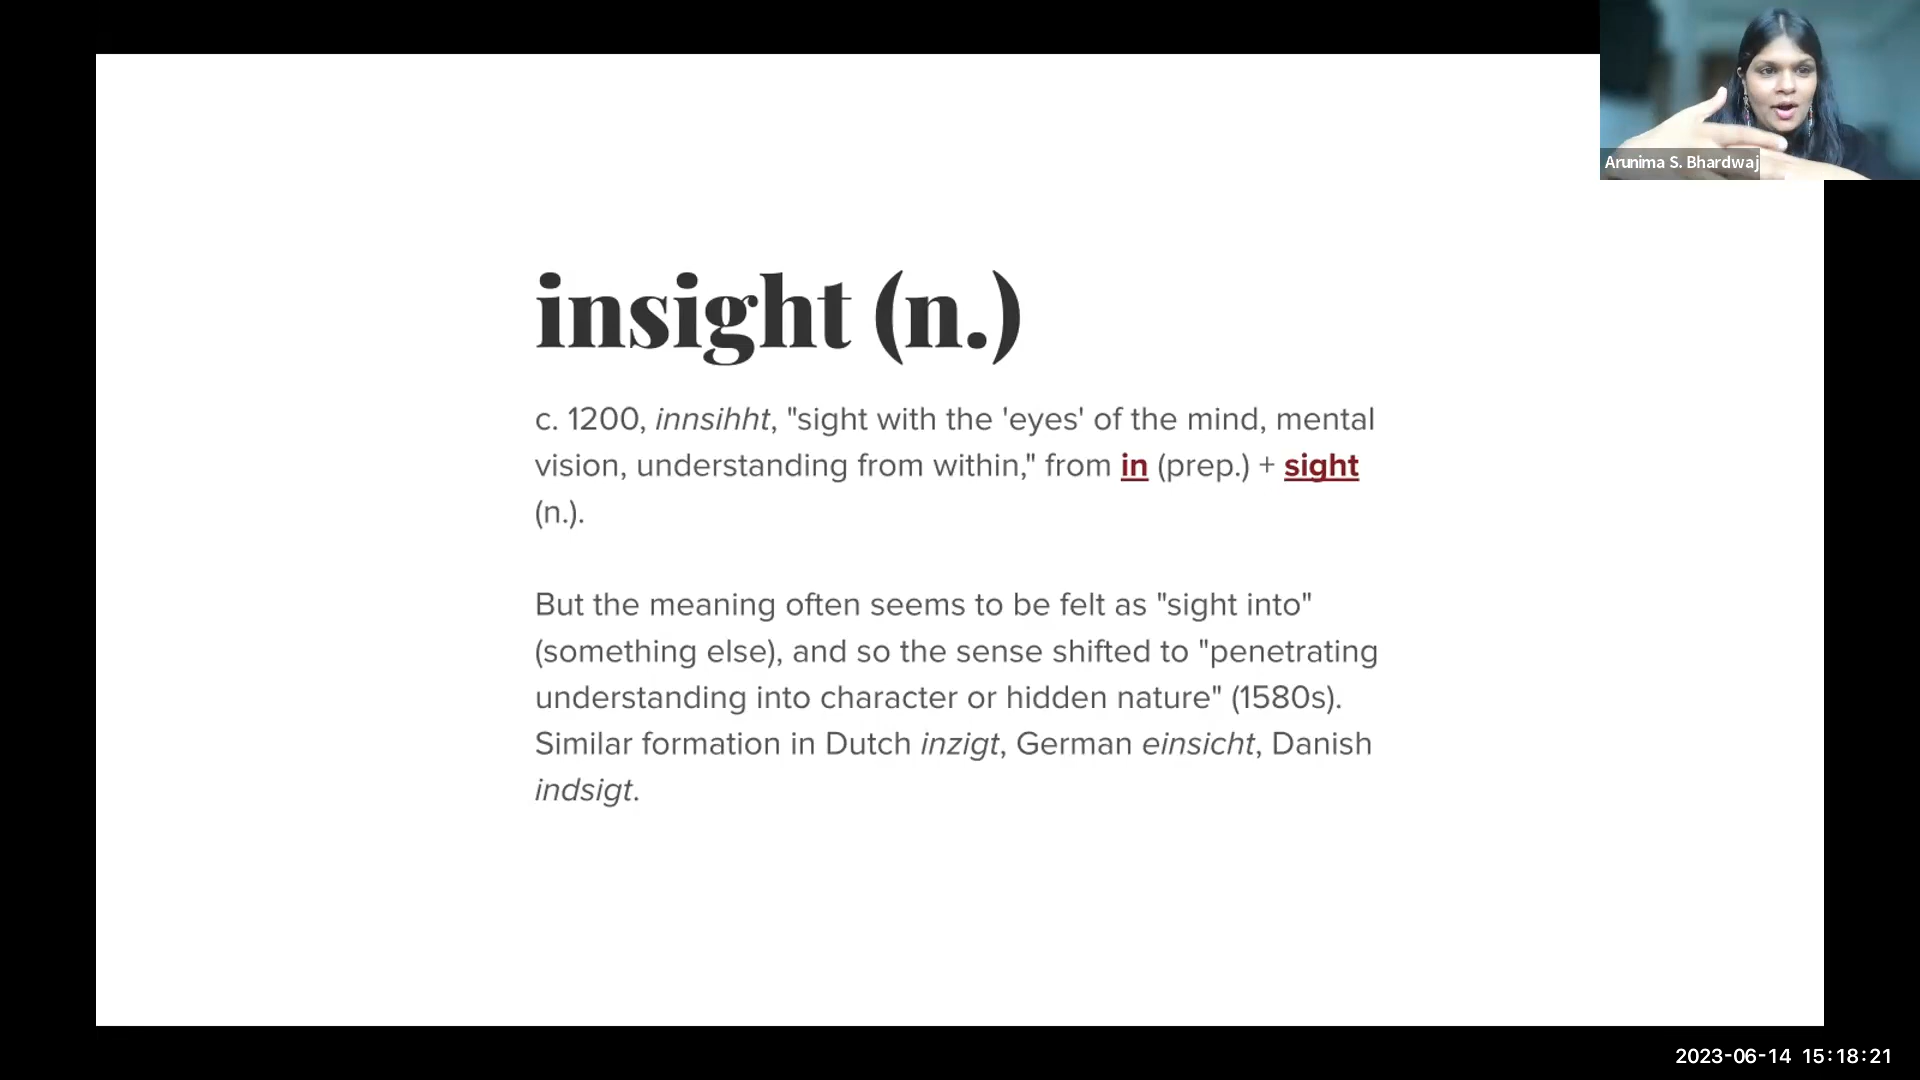 Arunima S. Bhardwaj
insight (n.)
c. 1200, innsihht, "sight with the 'eyes' of the mind, mental
vision, understanding from within," from in (prep.) + sight
(n.).
But the meaning often seems to be felt as "sight into"
(something else), and so the sense shifted to "penetrating
understanding into character or hidden nature" (1580s).
Similar formation in Dutch inzigt, German einsicht, Danish
indsigt.
2023-06-14 15:18:21